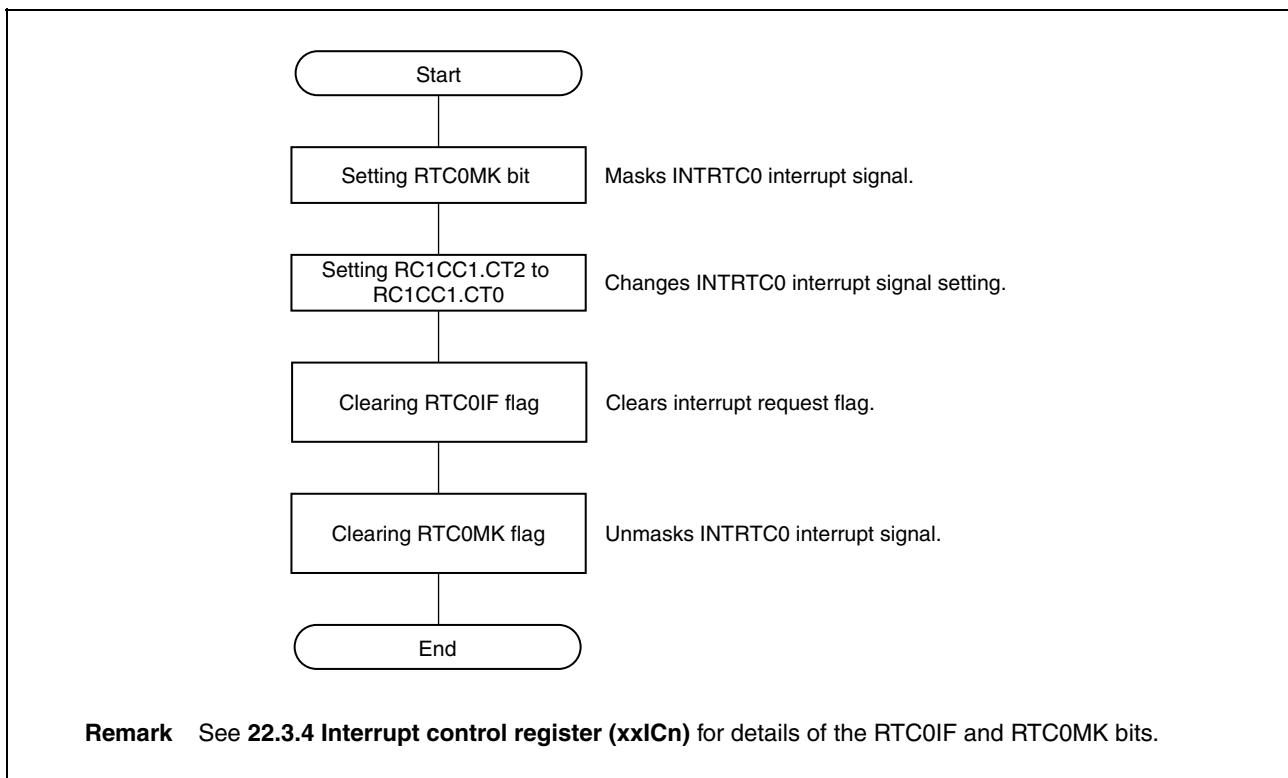 Start
Setting RTC0MK bit
Masks INTRTC0 interrupt signal.
Setting RC1CC1.CT2 to
RC1CC1.CT0
Changes INTRTC0 interrupt signal setting.
Clearing RTC0IF flag
Clears interrupt request flag.
Clearing RTC0MK flag
Unmasks INTRTC0 interrupt signal.
End
Remark See 22.3.4 Interrupt control register (xxICn) for details of the RTC0IF and RTC0MK bits.